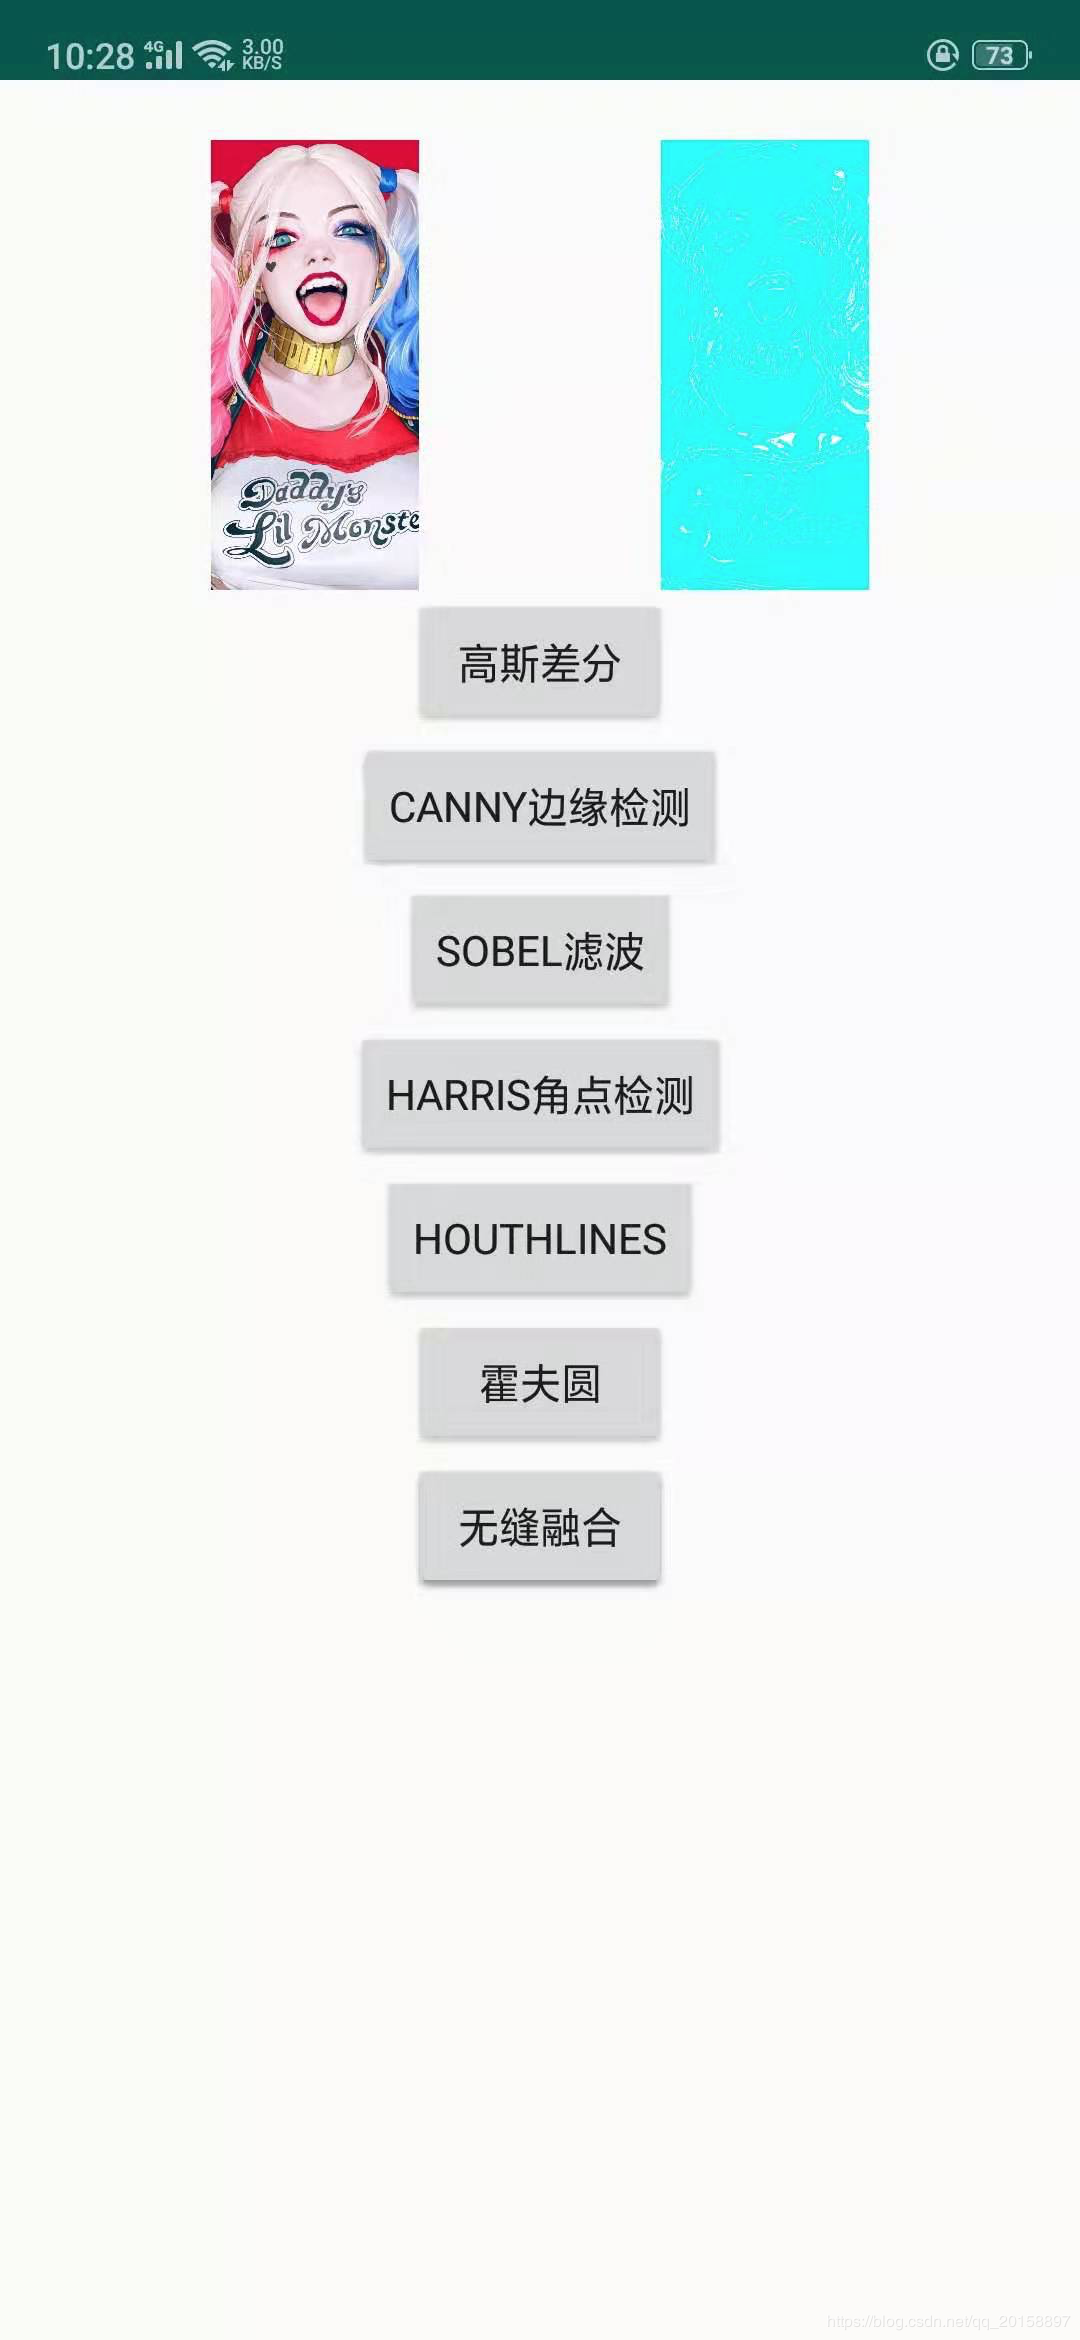 10:28 4G 3.00 KB/S 73
Daddy's
Lil Monste
高斯差分
CANNY边缘检测
SOBEL滤波
HARRIS角点检测
HOUTHLINES
霍夫圆
无缝融合
https://blog.csdn.net/qq_20158897